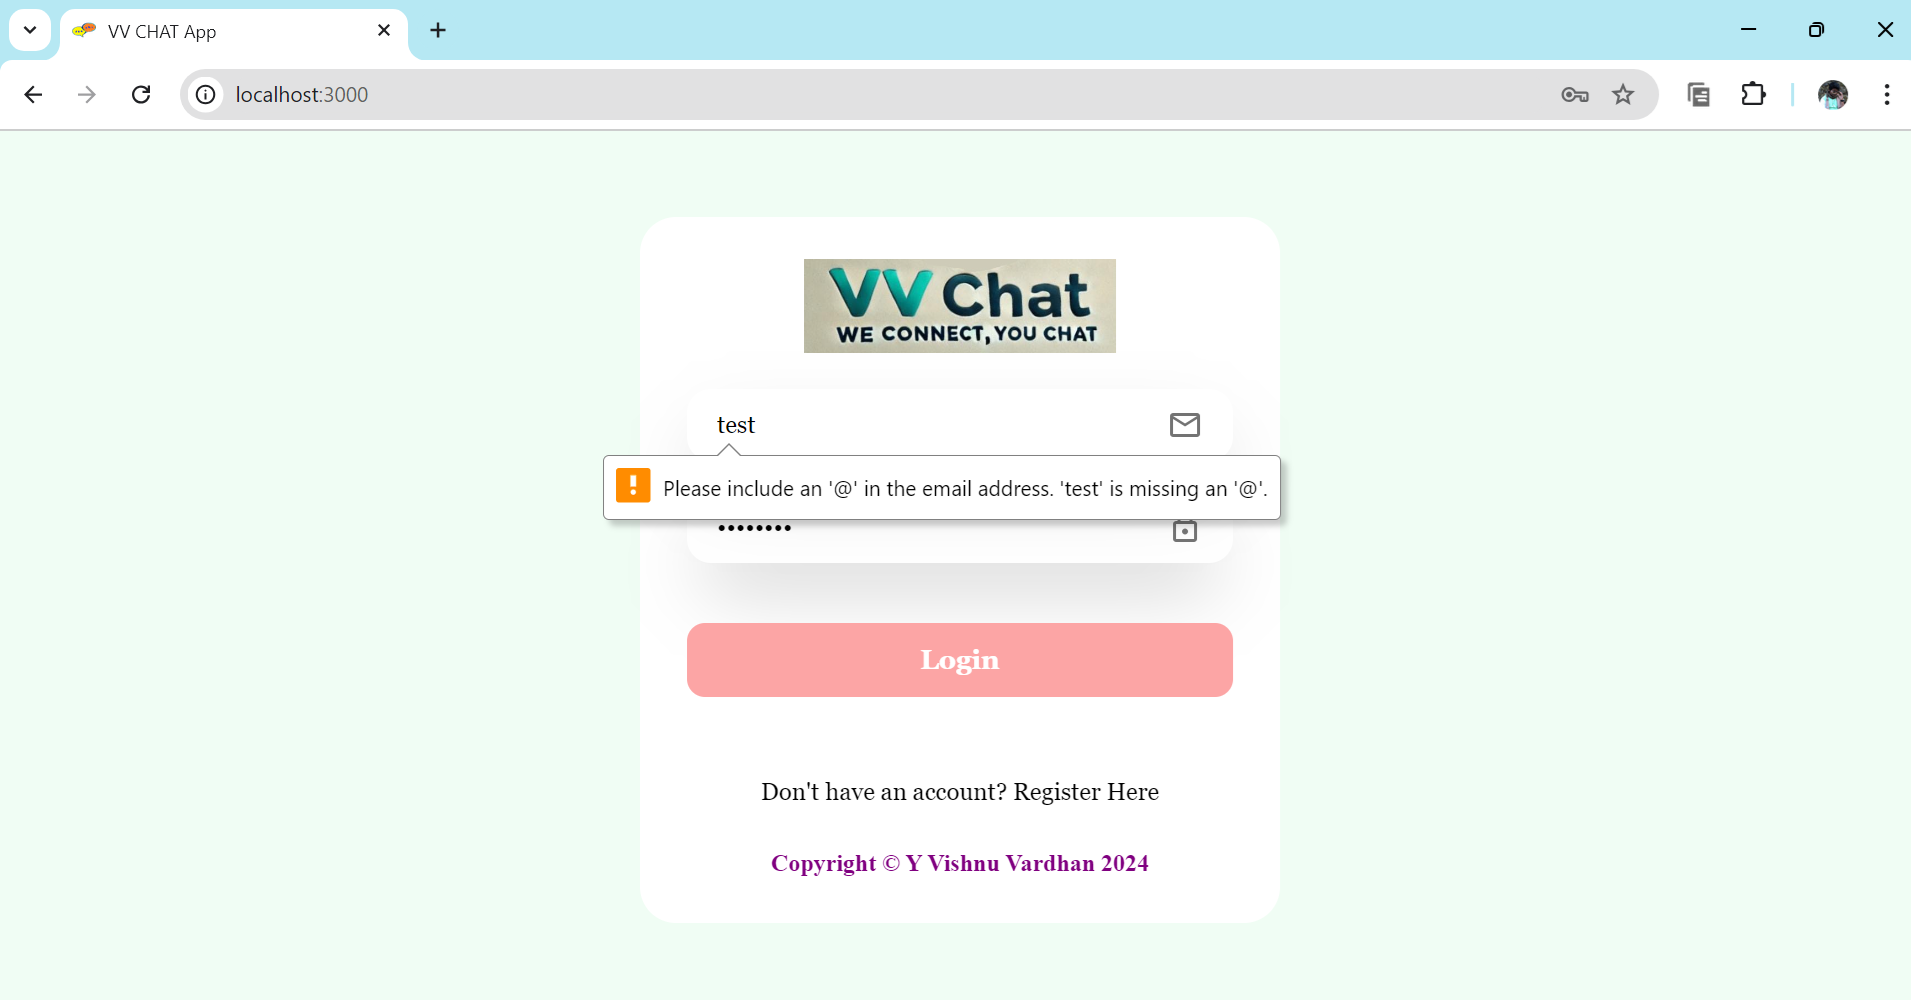 VV CHAT App
localhost:3000
VV Chat
WE CONNECT, YOU CHAT
test
Please include an '@' in the email address. 'test' is missing an '@'.
••••••••
Login
Don't have an account? Register Here
Copyright © Y Vishnu Vardhan 2024